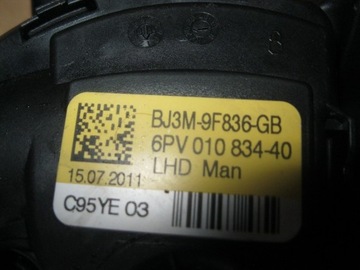 BJ3M-9F836-GB
6PV 010 834-40
LHD Man
15.07.2011
C95YE 03